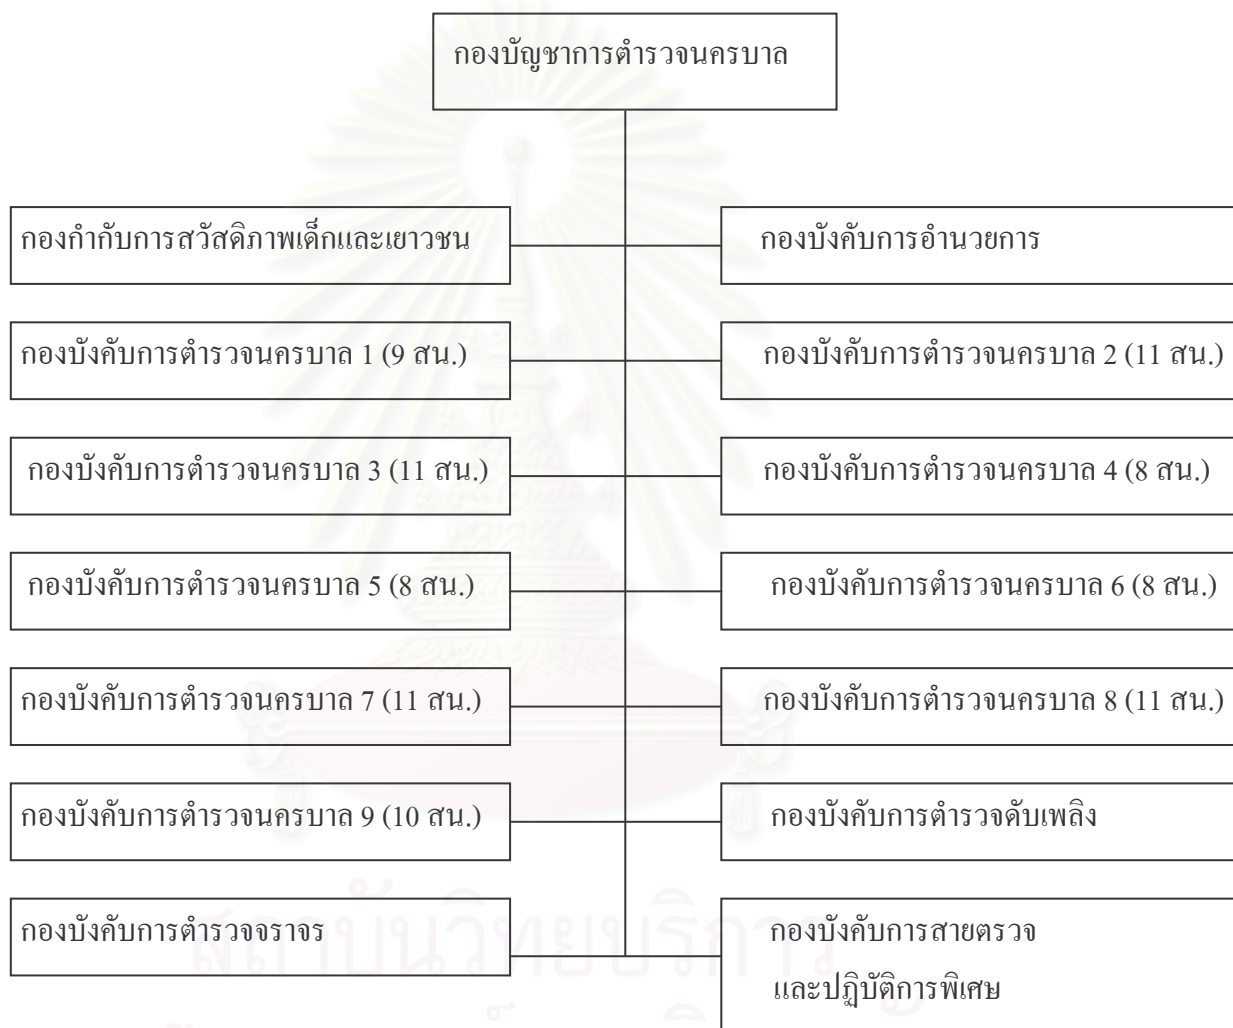 กองบัญชาการตำรวจนครบาล
กองกำกับการสวัสดิภาพเด็กและเยาวชน
กองบังคับการอำนวยการ
กองบังคับการตำรวจนครบาล 1 (9 สน.)
กองบังคับการตำรวจนครบาล 2 (11 สน.)
กองบังคับการตำรวจนครบาล 3 (11 สน.)
กองบังคับการตำรวจนครบาล 4 (8 สน.)
กองบังคับการตำรวจนครบาล 5 (8 สน.)
กองบังคับการตำรวจนครบาล 6 (8 สน.)
กองบังคับการตำรวจนครบาล 7 (11 สน.)
กองบังคับการตำรวจนครบาล 8 (11 สน.)
กองบังคับการตำรวจนครบาล 9 (10 สน.)
กองบังคับการตำรวจดับเพลิง
กองบังคับการตำรวจจราจร
กองบังคับการสายตรวจ
และปฏิบัติการพิเศษ
สถาบันวิทยบริการ